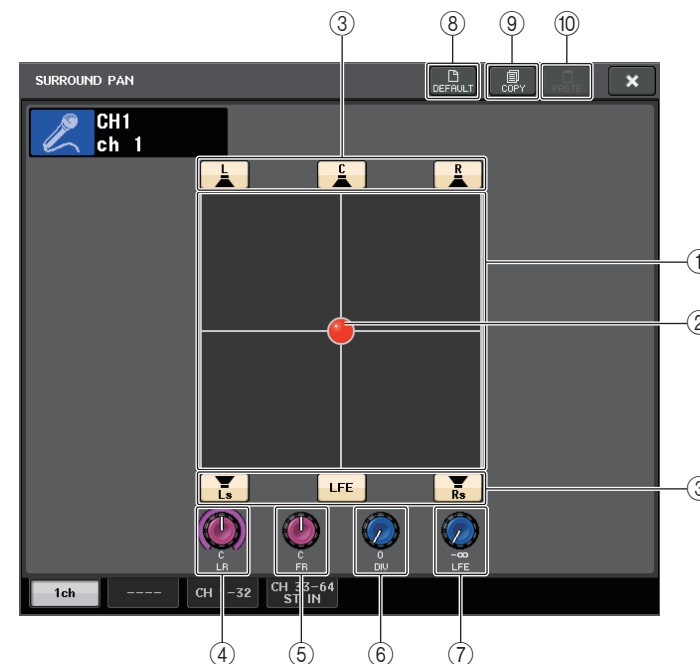 ③ ⑧ ⑨ ⑩
SURROUND PAN
DEFAULT
COPY
PASTE
CH1
ch 1
L C R
①
②
Ls LFE Rs
③
C C 0 -∞
LR FR DIV LFE
1ch
----
CH -32
CH 33-64
ST IN
④ ⑤ ⑥ ⑦